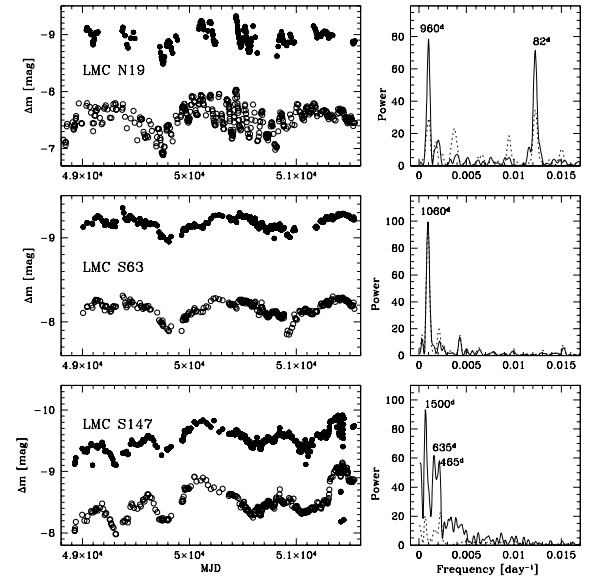 Δm [mag]
-9
-8
-7
LMC N19
4.9×10⁴ 5×10⁴ 5.1×10⁴
Power
80
60
40
20
0
960ᵈ 82ᵈ
0 0.005 0.01 0.015
Δm [mag]
-9
-8
LMC S63
4.9×10⁴ 5×10⁴ 5.1×10⁴
Power
100
80
60
40
20
0
1060ᵈ
0 0.005 0.01 0.015
Δm [mag]
-10
-9
-8
LMC S147
4.9×10⁴ 5×10⁴ 5.1×10⁴
MJD
Power
100
80
60
40
20
0
1500ᵈ
635ᵈ
465ᵈ
0 0.005 0.01 0.015
Frequency [day⁻¹]